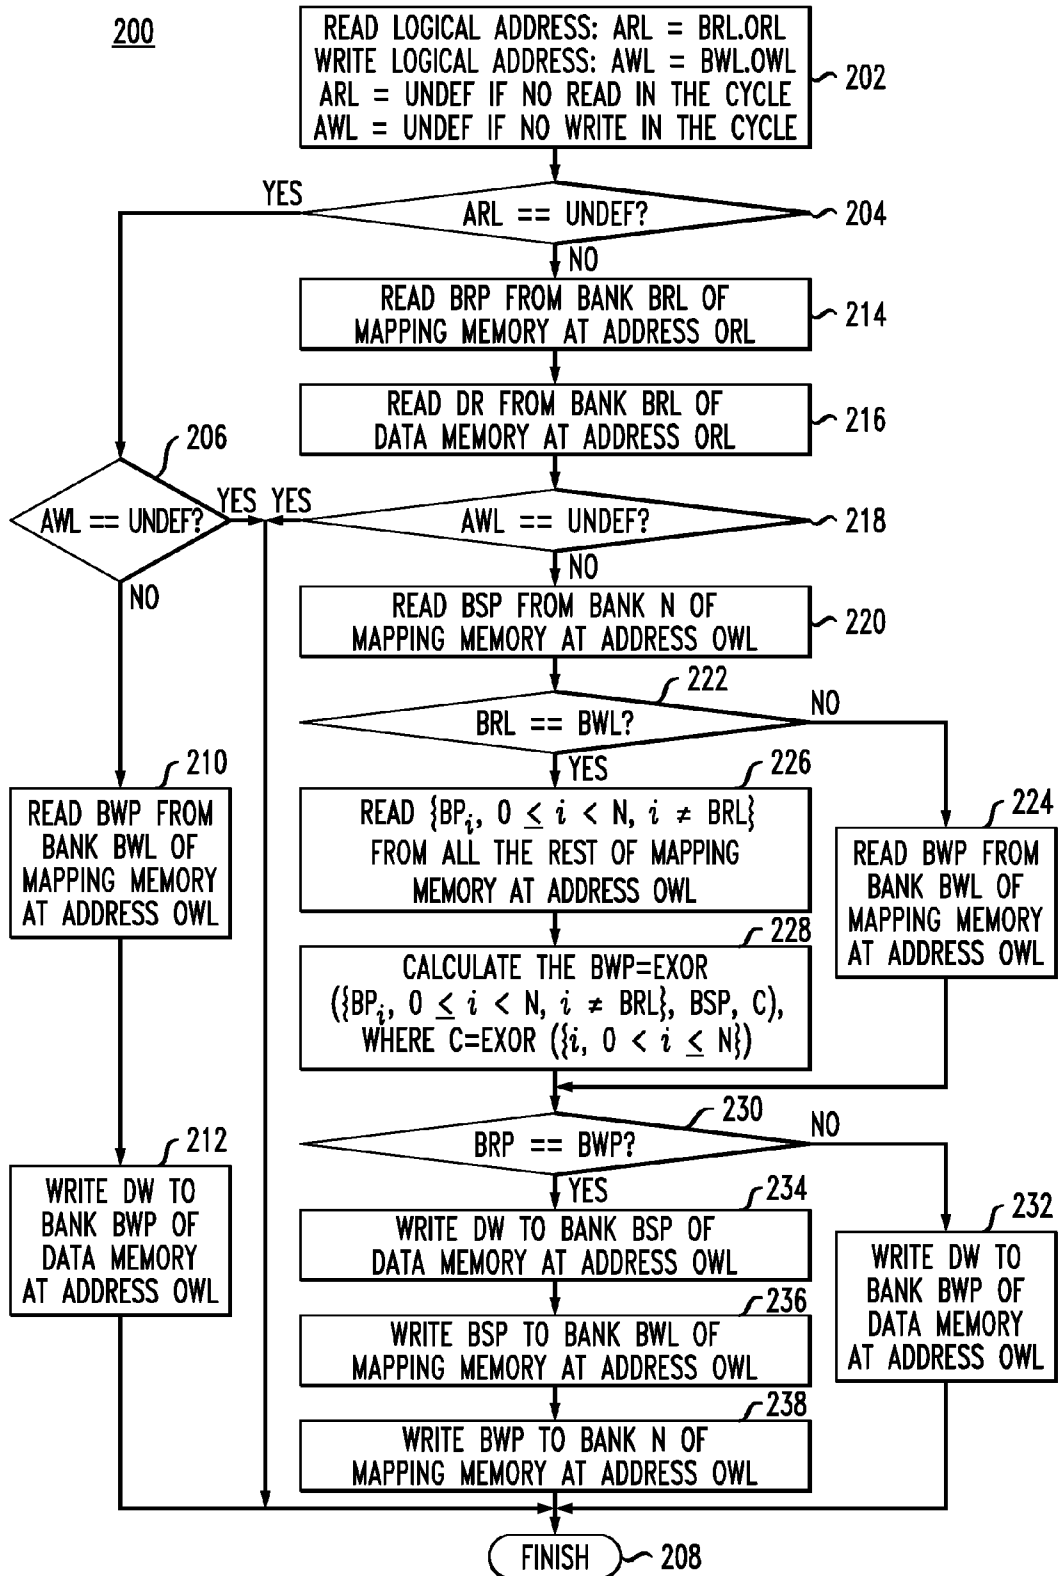 200
READ LOGICAL ADDRESS: ARL = BRL.ORL
WRITE LOGICAL ADDRESS: AWL = BWL.OWL
ARL = UNDEF IF NO READ IN THE CYCLE
AWL = UNDEF IF NO WRITE IN THE CYCLE
202
YES
ARL == UNDEF?
204
NO
READ BRP FROM BANK BRL OF
MAPPING MEMORY AT ADDRESS ORL
214
READ DR FROM BANK BRL OF
DATA MEMORY AT ADDRESS ORL
216
206
AWL == UNDEF?
YES
YES
AWL == UNDEF?
218
NO
NO
READ BSP FROM BANK N OF
MAPPING MEMORY AT ADDRESS OWL
220
222
BRL == BWL?
NO
YES
210
READ BWP FROM
BANK BWL OF
MAPPING MEMORY
AT ADDRESS OWL
226
READ {BPi, 0 ≤ i < N, i ≠ BRL}
FROM ALL THE REST OF MAPPING
MEMORY AT ADDRESS OWL
224
READ BWP FROM
BANK BWL OF
MAPPING MEMORY
AT ADDRESS OWL
228
CALCULATE THE BWP=EXOR
({BPi, 0 ≤ i < N, i ≠ BRL}, BSP, C),
WHERE C=EXOR ({i, 0 < i ≤ N})
230
BRP == BWP?
NO
YES
212
WRITE DW TO
BANK BWP OF
DATA MEMORY
AT ADDRESS OWL
234
WRITE DW TO BANK BSP OF
DATA MEMORY AT ADDRESS OWL
232
WRITE DW TO
BANK BWP OF
DATA MEMORY
AT ADDRESS OWL
236
WRITE BSP TO BANK BWL OF
MAPPING MEMORY AT ADDRESS OWL
238
WRITE BWP TO BANK N OF
MAPPING MEMORY AT ADDRESS OWL
FINISH
208